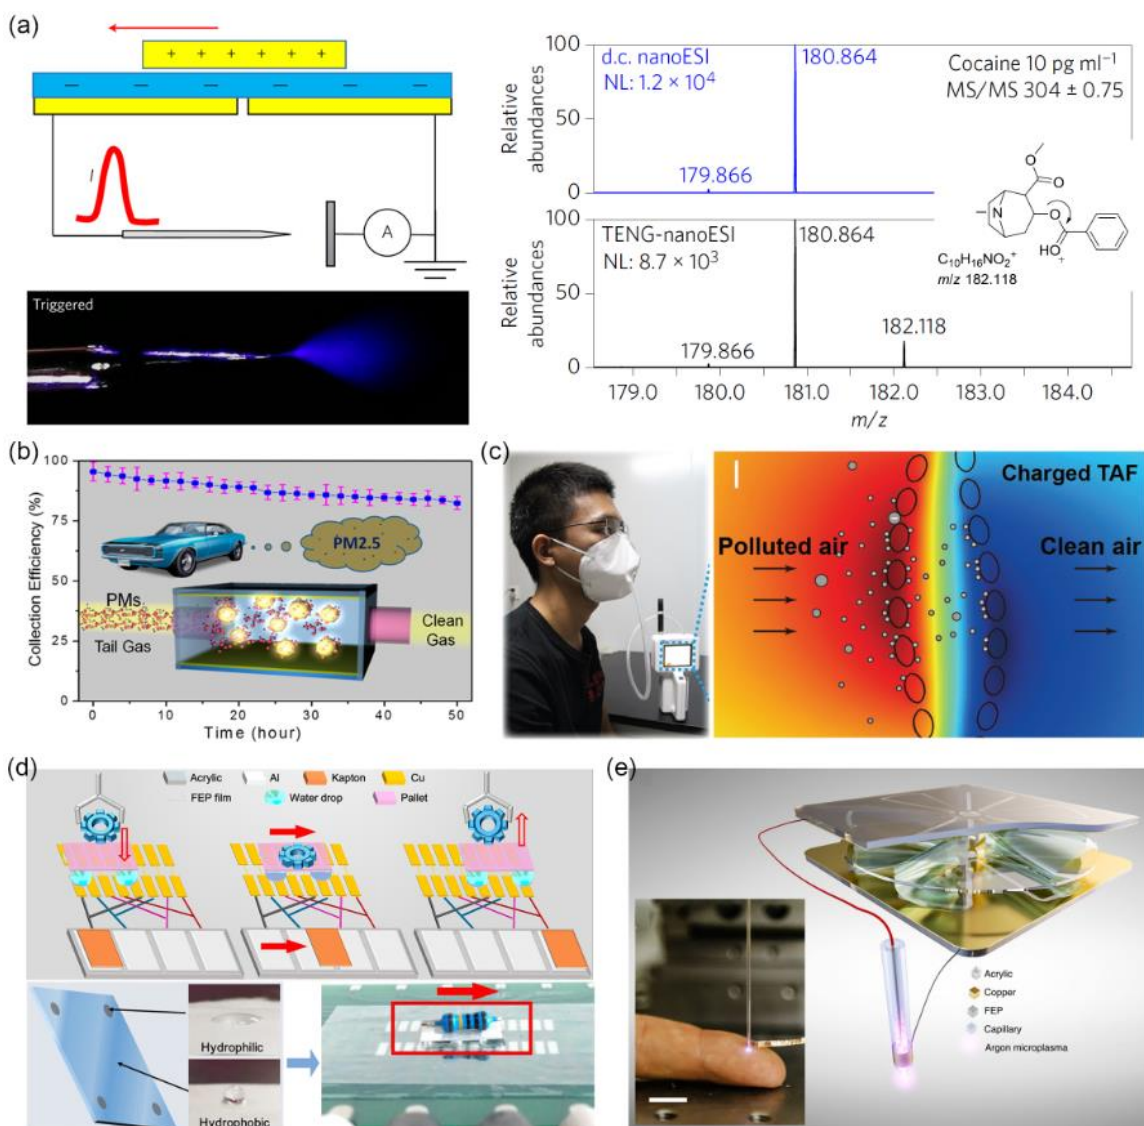 (a)
+ + + + + +
I
A
Triggered
Relative
abundances
100
50
0
d.c. nanoESI
NL: 1.2 × 10⁴
179.866
180.864
Cocaine 10 pg ml⁻¹
MS/MS 304 ± 0.75
Relative
abundances
100
50
0
TENG-nanoESI
NL: 8.7 × 10³
179.866
180.864
182.118
O
O
N
O
HO
+
C₁₀H₁₆NO₂⁺
m/z 182.118
179.0 180.0 181.0 182.0 183.0 184.0
m/z
(b)
Collection Efficiency (%)
100
75
50
25
0
PM2.5
PMs
Tail Gas
Clean
Gas
0 10 20 30 40 50
Time (hour)
(c)
Charged TAF
Polluted air
Clean air
(d)
Acrylic Al Kapton Cu
FEP film Water drop Pallet
Hydrophilic
Hydrophobic
(e)
Acrylic
Copper
FEP
Capillary
Argon microplasma